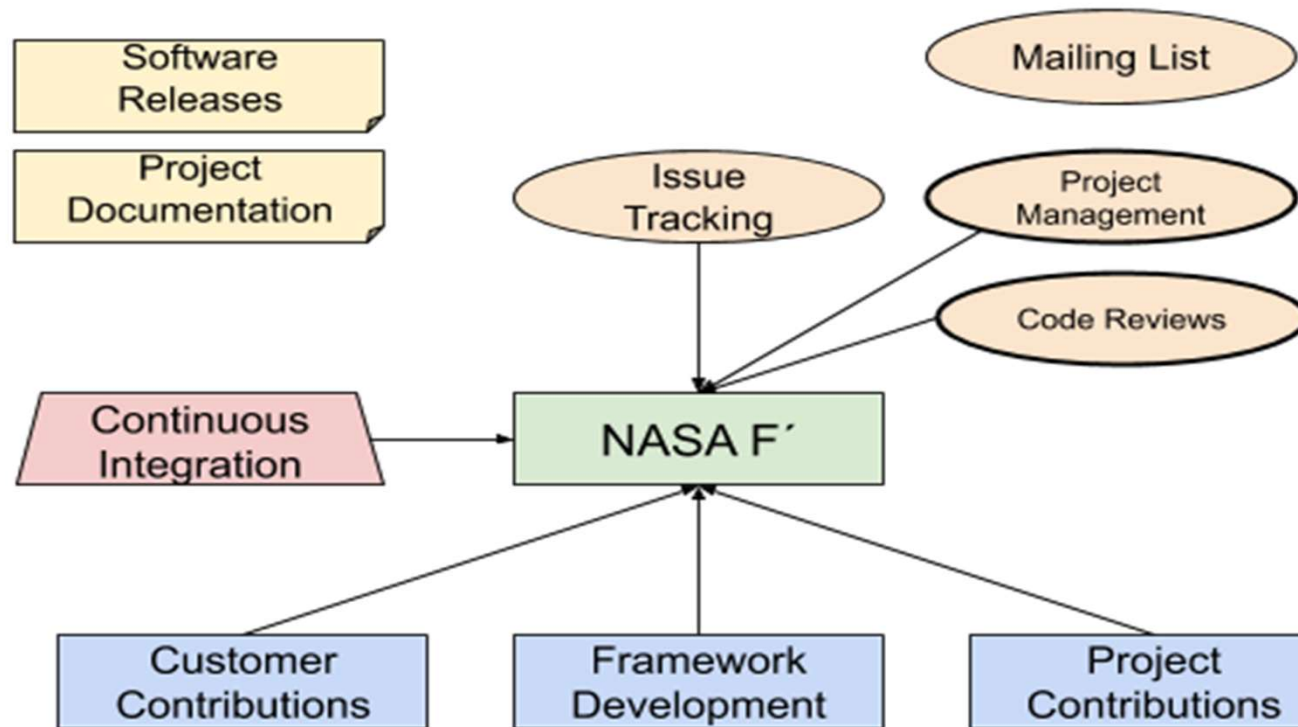 Software
Releases
Mailing List
Project
Documentation
Issue
Tracking
Project
Management
Code Reviews
Continuous
Integration
NASA F´
Customer
Contributions
Framework
Development
Project
Contributions